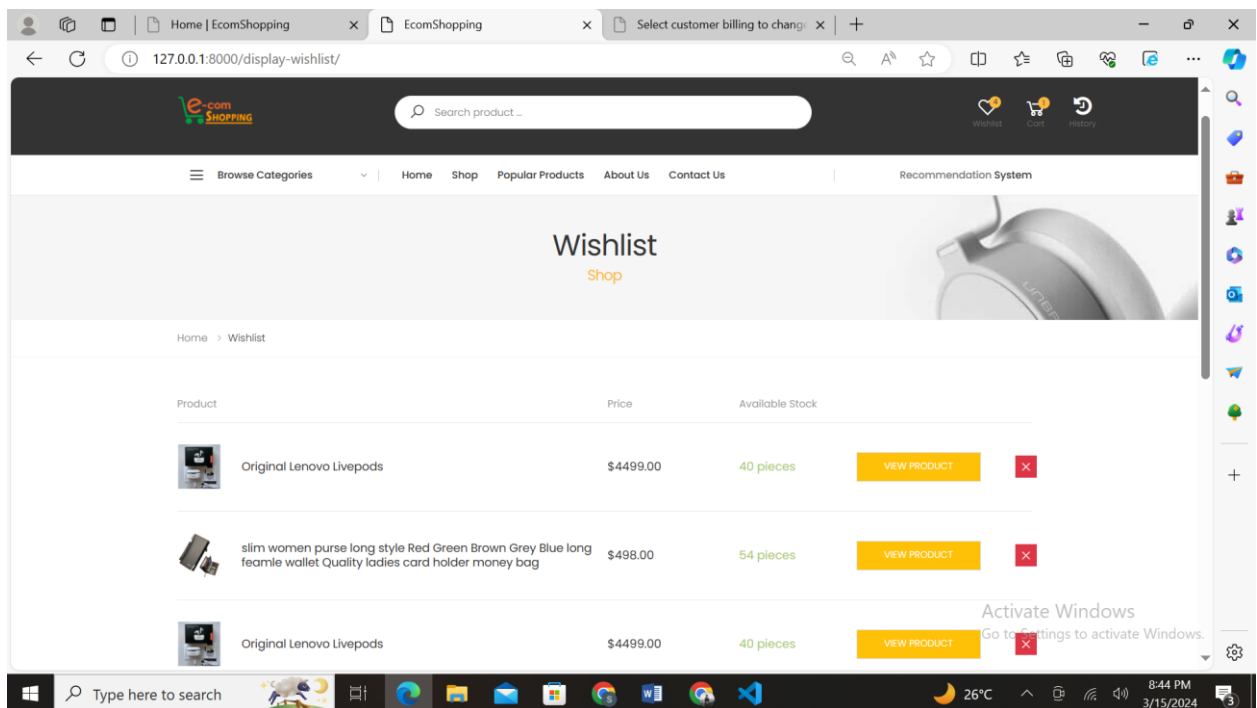 Home | EcomShopping
EcomShopping
Select customer billing to change
127.0.0.1:8000/display-wishlist/
e-com
SHOPPING
Search product ...
4
1
Wishlist
Cart
History
Browse Categories
Home
Shop
Popular Products
About Us
Contact Us
Recommendation System
Wishlist
Shop
Home > Wishlist
Product
Price
Available Stock
Original Lenovo Livepods
$4499.00
40 pieces
VIEW PRODUCT
slim women purse long style Red Green Brown Grey Blue long
feamle wallet Quality ladies card holder money bag
$498.00
54 pieces
VIEW PRODUCT
Original Lenovo Livepods
$4499.00
40 pieces
VIEW PRODUCT
Activate Windows
Go to Settings to activate Windows.
Type here to search
26°C
8:44 PM
3/15/2024
3